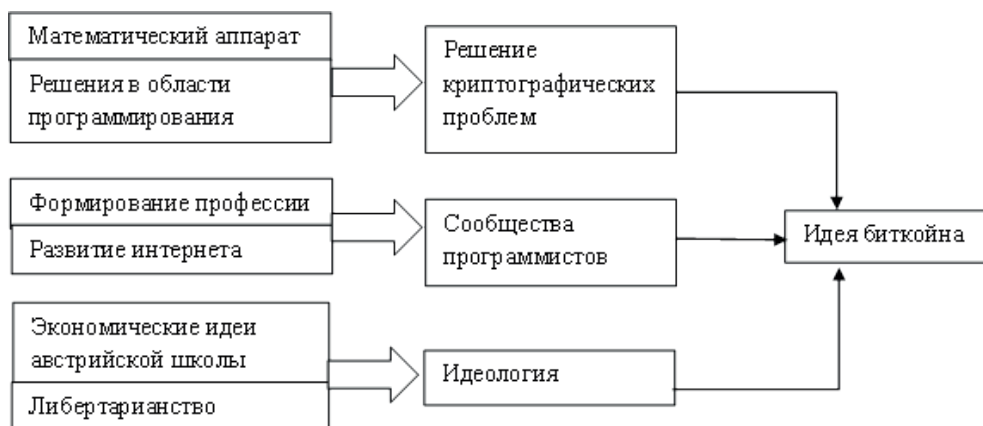 Математический аппарат
Решения в области
программирования
Решение
криптографических
проблем
Формирование профессии
Развитие интернета
Сообщества
программистов
Идея биткойна
Экономические идеи
австрийской школы
Либертарианство
Идеология